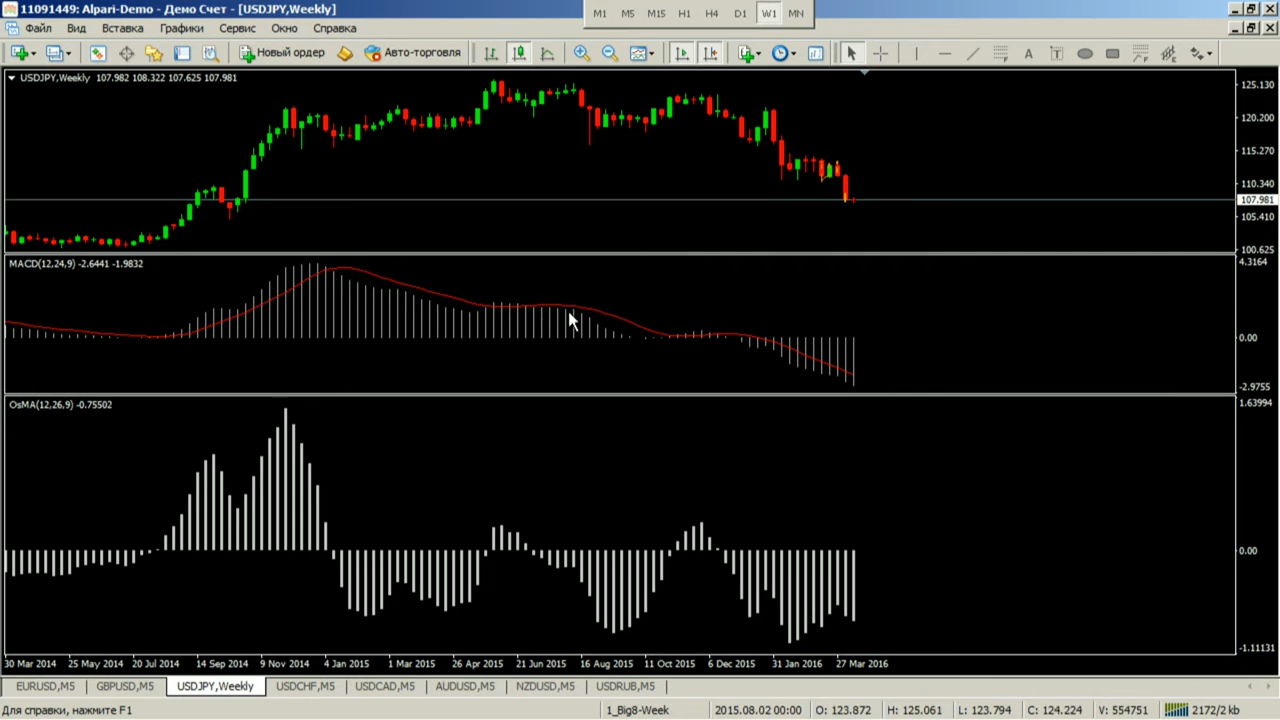 11091449: Alpari-Demo - Демо Счет - [USDJPY,Weekly]
M1 M5 M15 H1 H4 D1 W1 MN
Файл Вид Вставка Графики Сервис Окно Справка
Новый ордер Авто-торговля
USDJPY,Weekly 107.982 108.322 107.625 107.981
125.130
120.200
115.270
110.340
107.981
105.410
100.625
MACD(12,24,9) -2.6441 -1.9832
4.3164
0.00
-2.9755
OsMA(12,26,9) -0.75502
1.63994
0.00
-1.11131
30 Mar 2014 25 May 2014 20 Jul 2014 14 Sep 2014 9 Nov 2014 4 Jan 2015 1 Mar 2015 26 Apr 2015 21 Jun 2015 16 Aug 2015 11 Oct 2015 6 Dec 2015 31 Jan 2016 27 Mar 2016
EURUSD,M5 GBPUSD,M5 USDJPY,Weekly USDCHF,M5 USDCAD,M5 AUDUSD,M5 NZDUSD,M5 USDRUB,M5
Для справки, нажмите F1 1_Big8-Week 2015.08.02 00:00 O: 123.872 H: 125.061 L: 123.794 C: 124.224 V: 554751 2172/2 kb